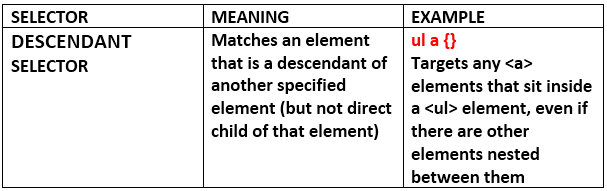 SELECTOR MEANING EXAMPLE
DESCENDANT
SELECTOR
Matches an element
that is a descendant of
another specified
element (but not direct
child of that element)
ul a {}
Targets any <a>
elements that sit inside
a <ul> element, even if
there are other
elements nested
between them